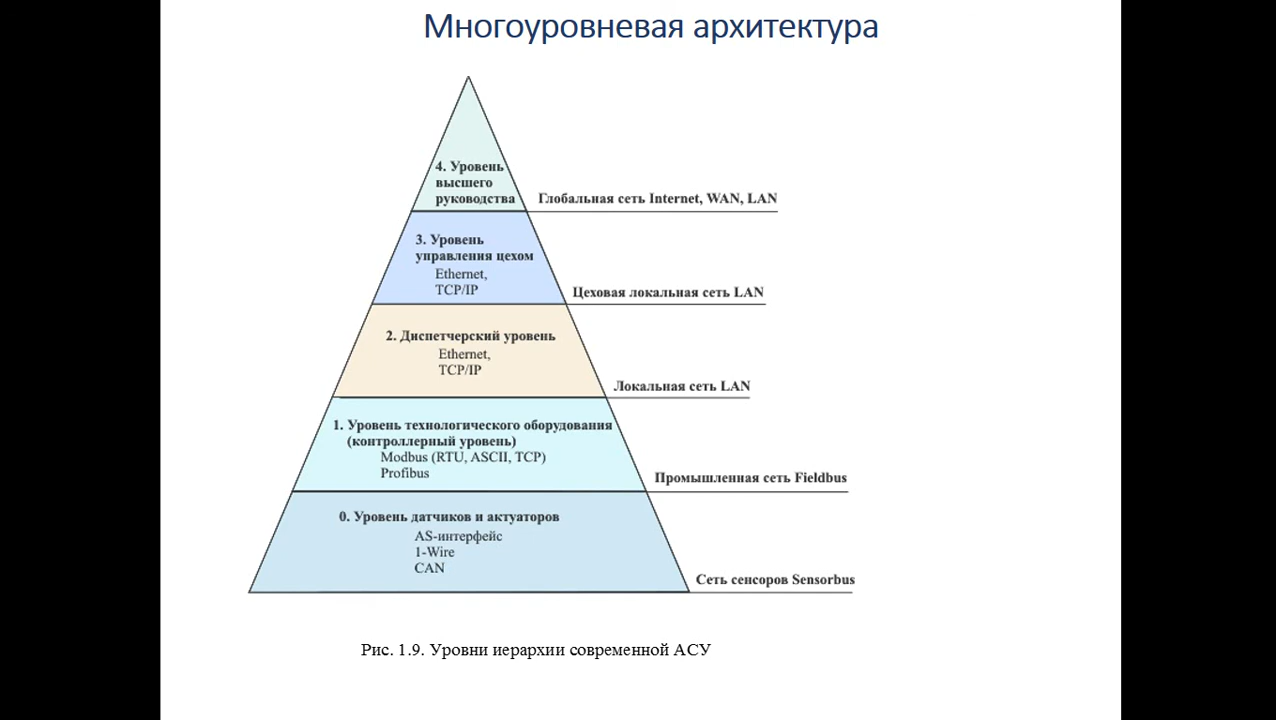 Многоуровневая архитектура
4. Уровень
высшего
руководства
Глобальная сеть Internet, WAN, LAN
3. Уровень
управления цехом
Ethernet,
TCP/IP
Цеховая локальная сеть LAN
2. Диспетчерский уровень
Ethernet,
TCP/IP
Локальная сеть LAN
1. Уровень технологического оборудования
(контроллерный уровень)
Modbus (RTU, ASCII, TCP)
Profibus
Промышленная сеть Fieldbus
0. Уровень датчиков и актуаторов
AS-интерфейс
1-Wire
CAN
Сеть сенсоров Sensorbus
Рис. 1.9. Уровни иерархии современной АСУ